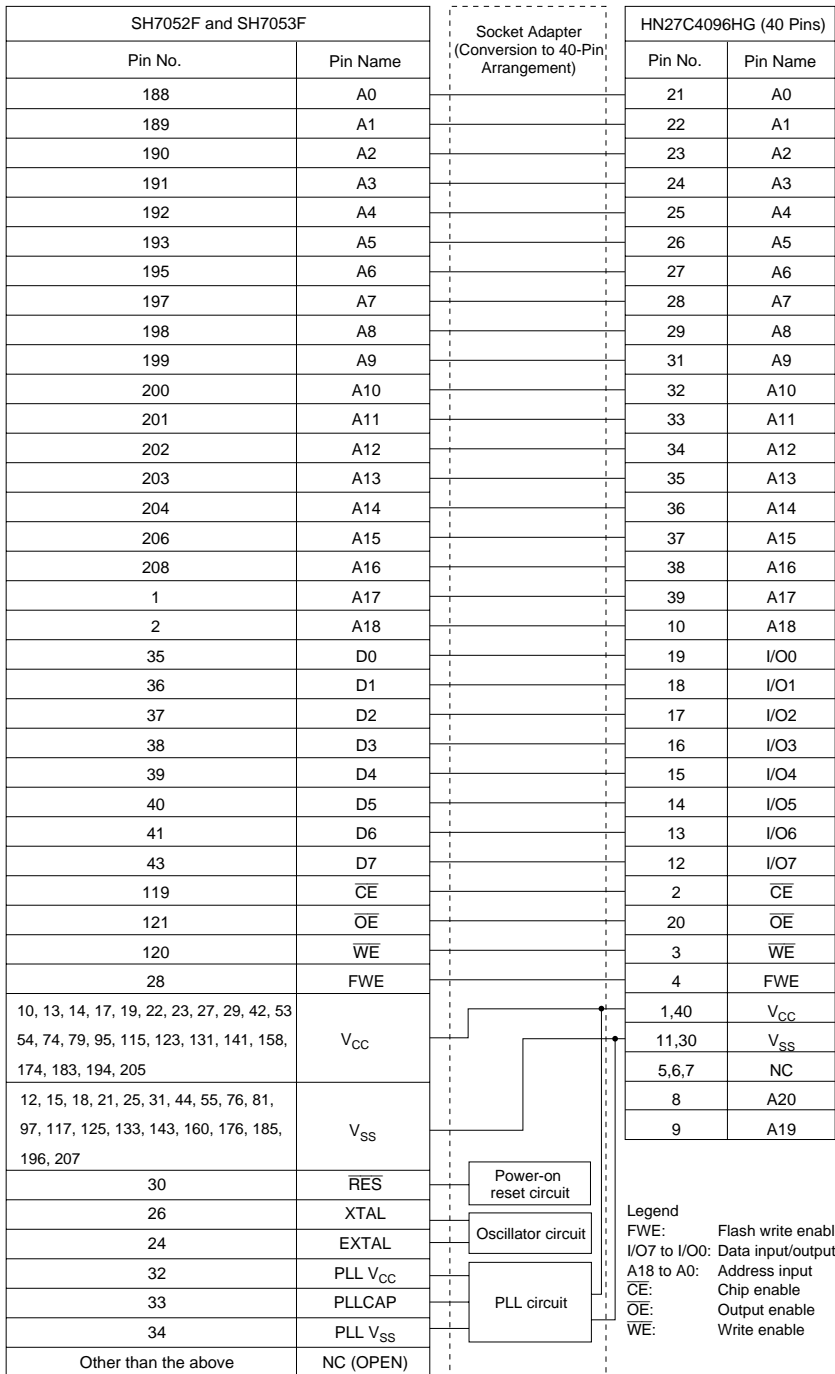 SH7052F and SH7053F
Socket Adapter
(Conversion to 40-Pin
Arrangement)
HN27C4096HG (40 Pins)
Pin No. Pin Name Pin No. Pin Name
188 A0 21 A0
189 A1 22 A1
190 A2 23 A2
191 A3 24 A3
192 A4 25 A4
193 A5 26 A5
195 A6 27 A6
197 A7 28 A7
198 A8 29 A8
199 A9 31 A9
200 A10 32 A10
201 A11 33 A11
202 A12 34 A12
203 A13 35 A13
204 A14 36 A14
206 A15 37 A15
208 A16 38 A16
1 A17 39 A17
2 A18 10 A18
35 D0 19 I/O0
36 D1 18 I/O1
37 D2 17 I/O2
38 D3 16 I/O3
39 D4 15 I/O4
40 D5 14 I/O5
41 D6 13 I/O6
43 D7 12 I/O7
119 C̅E̅ 2 C̅E̅
121 O̅E̅ 20 O̅E̅
120 W̅E̅ 3 W̅E̅
28 FWE 4 FWE
10, 13, 14, 17, 19, 22, 23, 27, 29, 42, 53
54, 74, 79, 95, 115, 123, 131, 141, 158,
174, 183, 194, 205
VCC
1,40 VCC
11,30 VSS
5,6,7 NC
8 A20
9 A19
12, 15, 18, 21, 25, 31, 44, 55, 76, 81,
97, 117, 125, 133, 143, 160, 176, 185,
196, 207
VSS
30 R̅E̅S̅
Power-on
reset circuit
26 XTAL
24 EXTAL
Oscillator circuit
32 PLL VCC
33 PLLCAP
34 PLL VSS
PLL circuit
Other than the above NC (OPEN)
Legend
FWE: Flash write enabl
I/O7 to I/O0: Data input/output
A18 to A0: Address input
C̅E̅: Chip enable
O̅E̅: Output enable
W̅E̅: Write enable